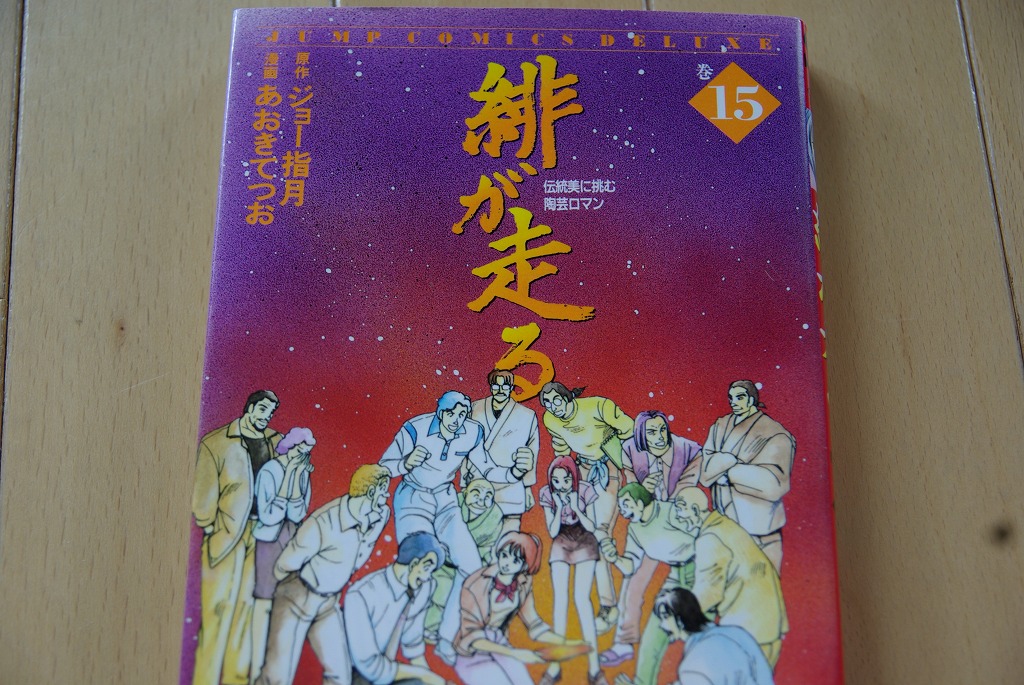 JUMP COMICS DELUXE
巻
15
緋が走る
伝統美に挑む
陶芸ロマン
原作 ジョー指月
漫画 あおきてつお